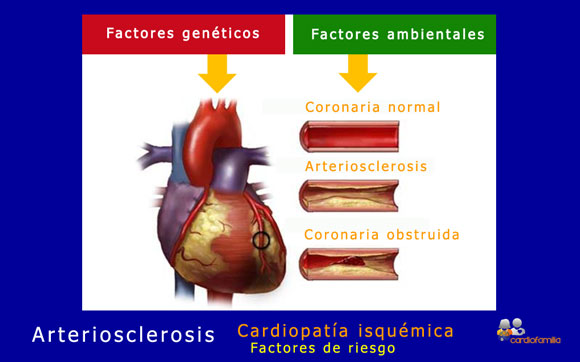 Factores genéticos
Factores ambientales
Coronaria normal
Arteriosclerosis
Coronaria obstruida
Arteriosclerosis
Cardiopatía isquémica
Factores de riesgo
cardiofamilia